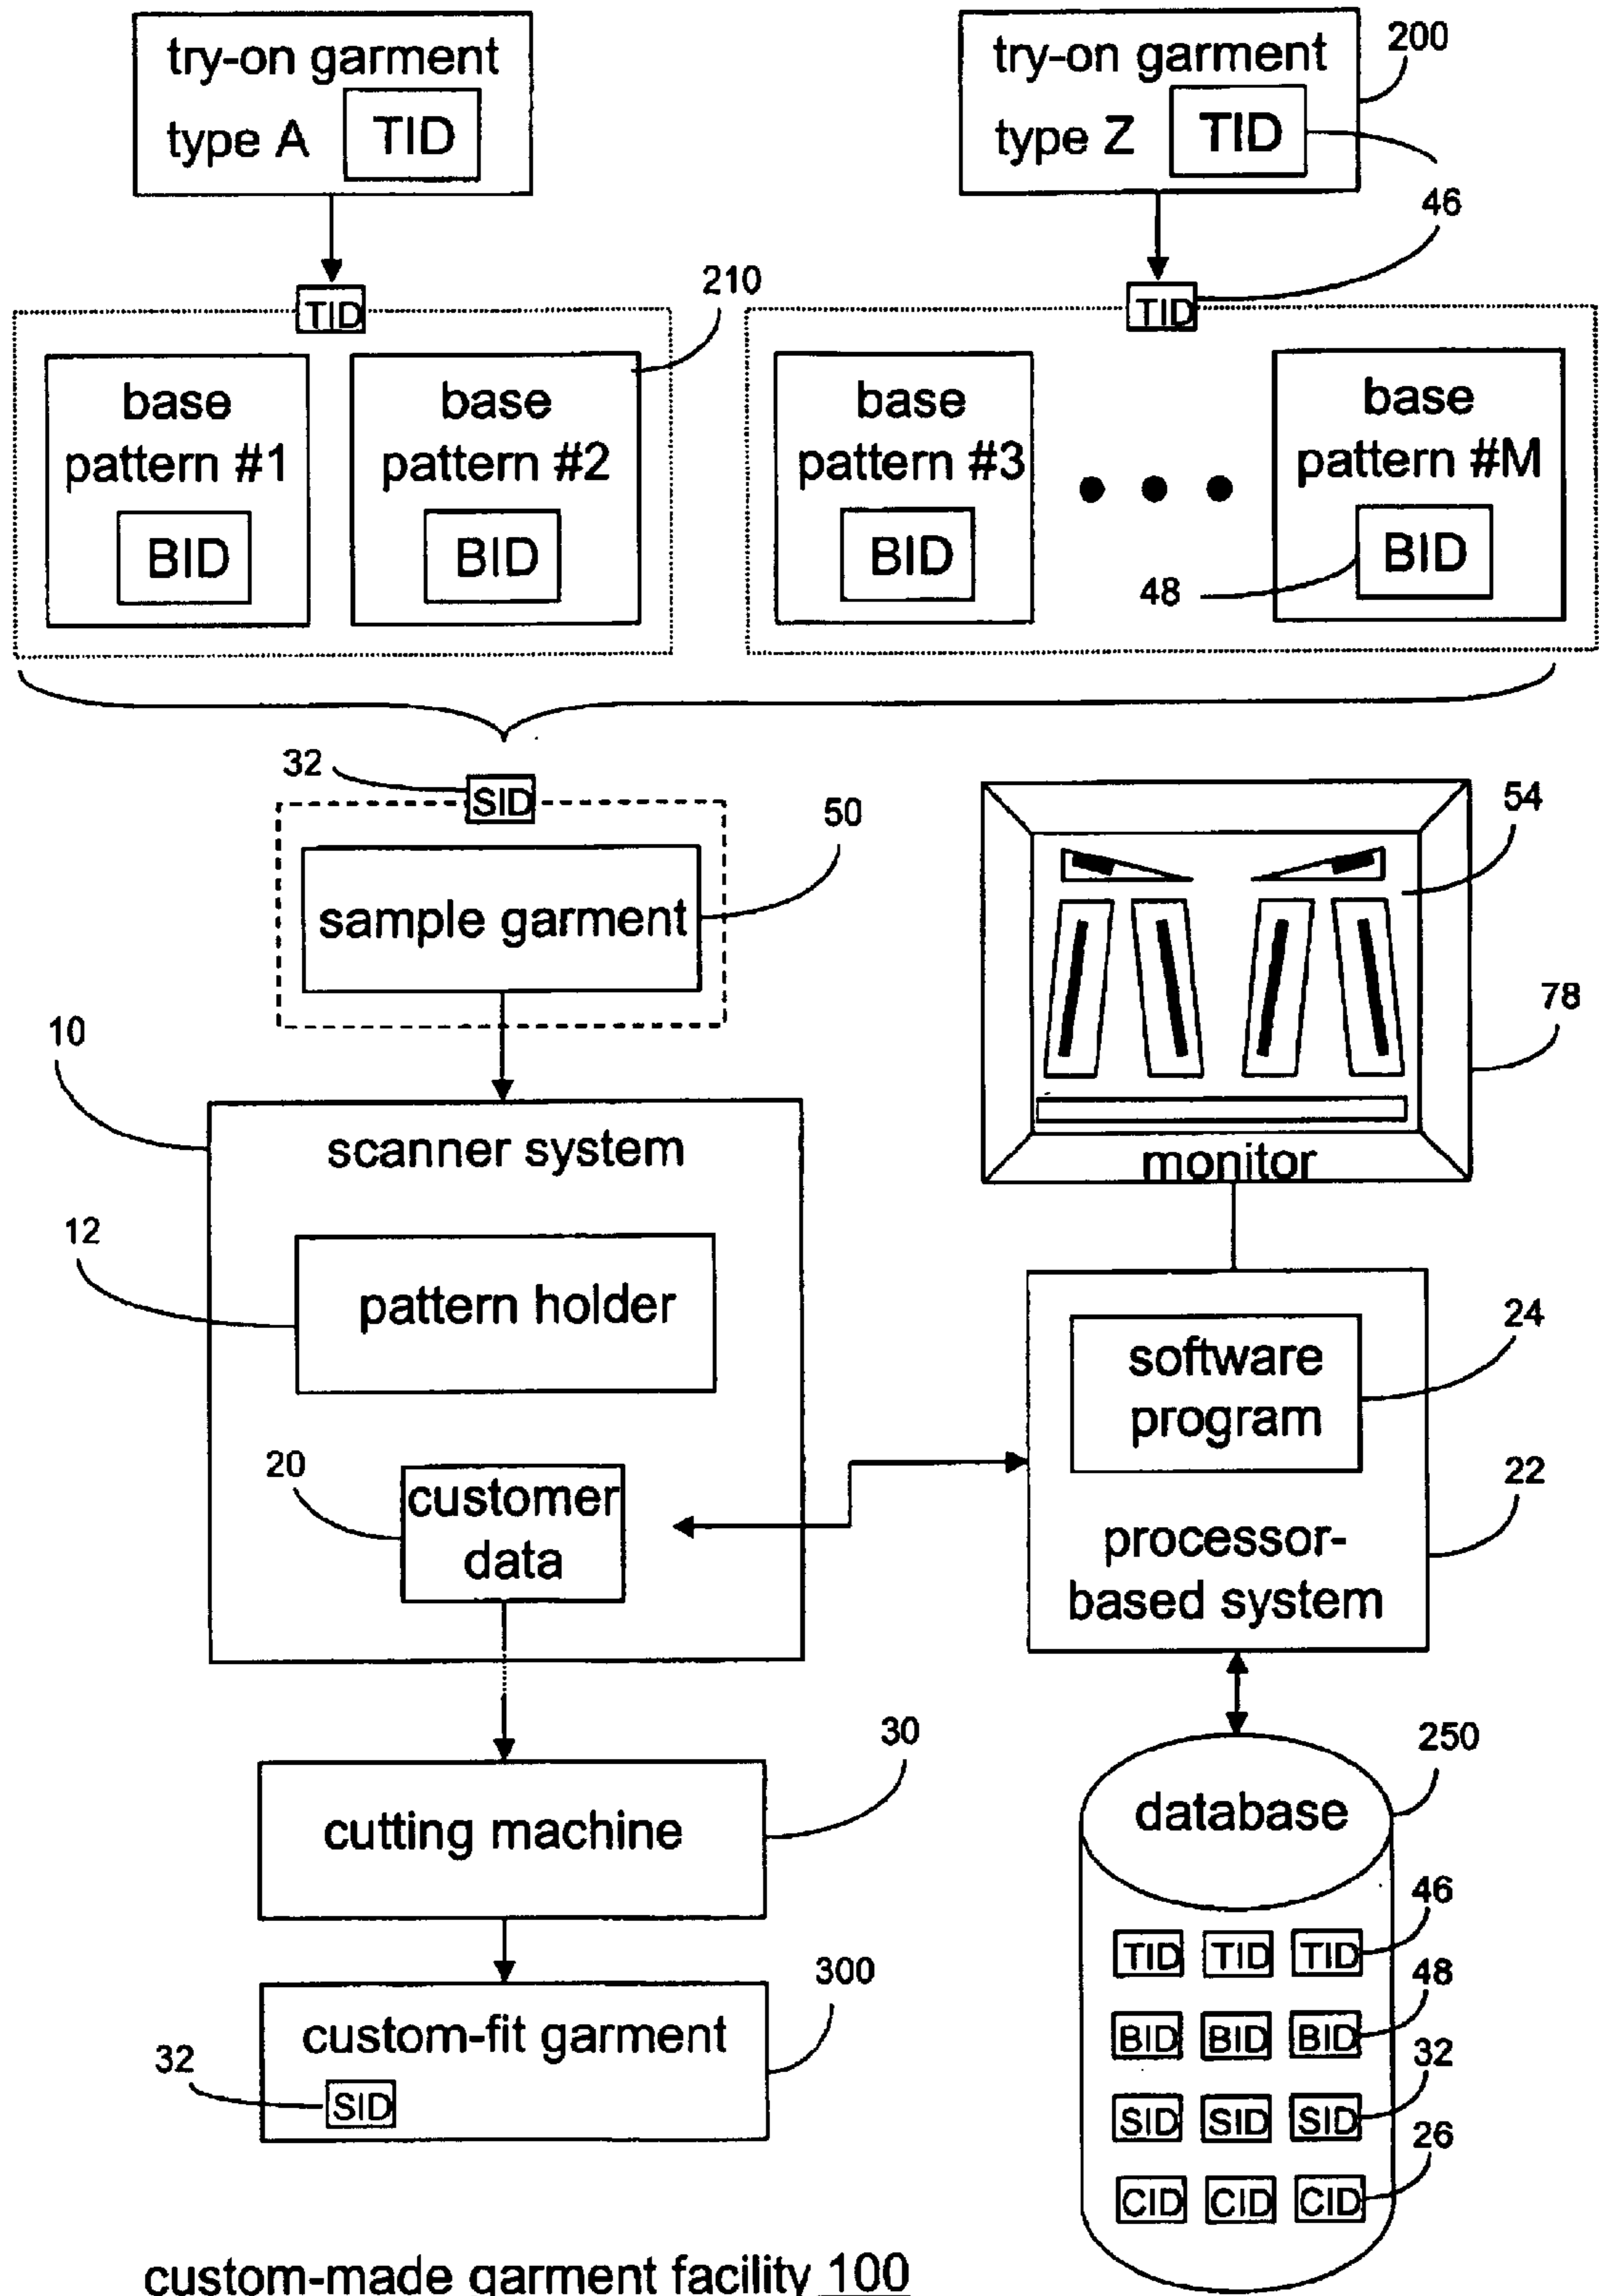 try-on garment
type A TID
try-on garment
type Z TID
200
46
TID
210
TID
base
pattern #1
BID
base
pattern #2
BID
base
pattern #3
BID
base
pattern #M
BID
48
32
SID
50
sample garment
54
78
monitor
10
scanner system
12
pattern holder
24
software
program
20
customer
data
22
processor-
based system
30
cutting machine
250
database
46
TID TID TID
48
BID BID BID
32
SID SID SID
26
CID CID CID
300
custom-fit garment
32
SID
custom-made garment facility 100